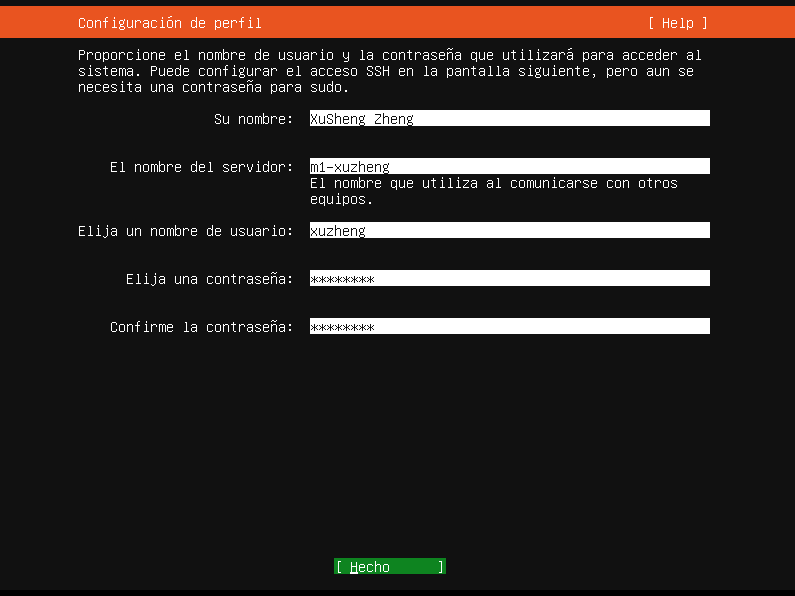 Configuración de perfil [ Help ]
Proporcione el nombre de usuario y la contraseña que utilizará para acceder al
sistema. Puede configurar el acceso SSH en la pantalla siguiente, pero aun se
necesita una contraseña para sudo.
Su nombre: XuSheng Zheng
El nombre del servidor: m1-xuzheng
El nombre que utiliza al comunicarse con otros
equipos.
Elija un nombre de usuario: xuzheng
Elija una contraseña: ********
Confirme la contraseña: ********
[ Hecho ]